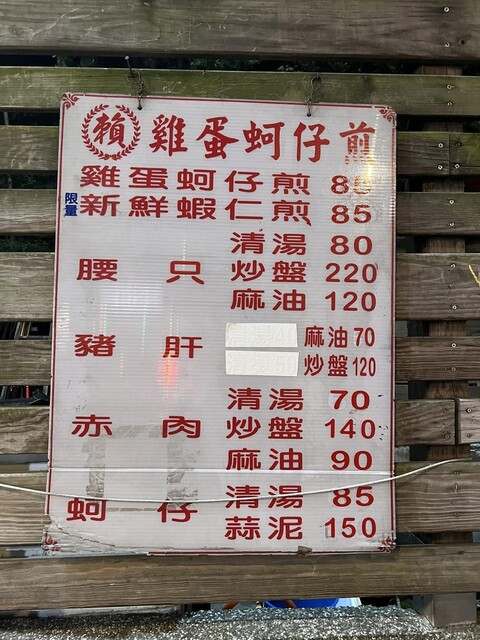 賴 雞蛋蚵仔煎
雞蛋蚵仔煎 85
限量 新鮮蝦仁煎 85
清湯 80
腰只 炒盤 220
麻油 120
豬肝 麻油 70
炒盤 120
清湯 70
赤肉 炒盤 140
麻油 90
蚵仔 清湯 85
蒜泥 150